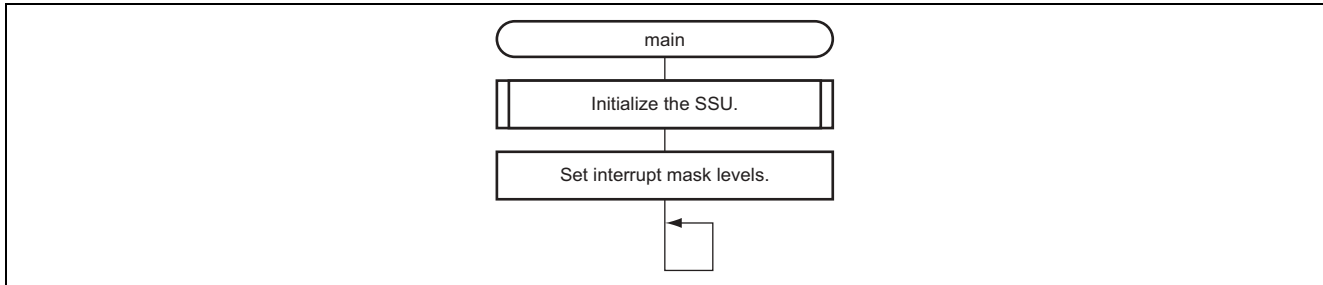 main
Initialize the SSU.
Set interrupt mask levels.